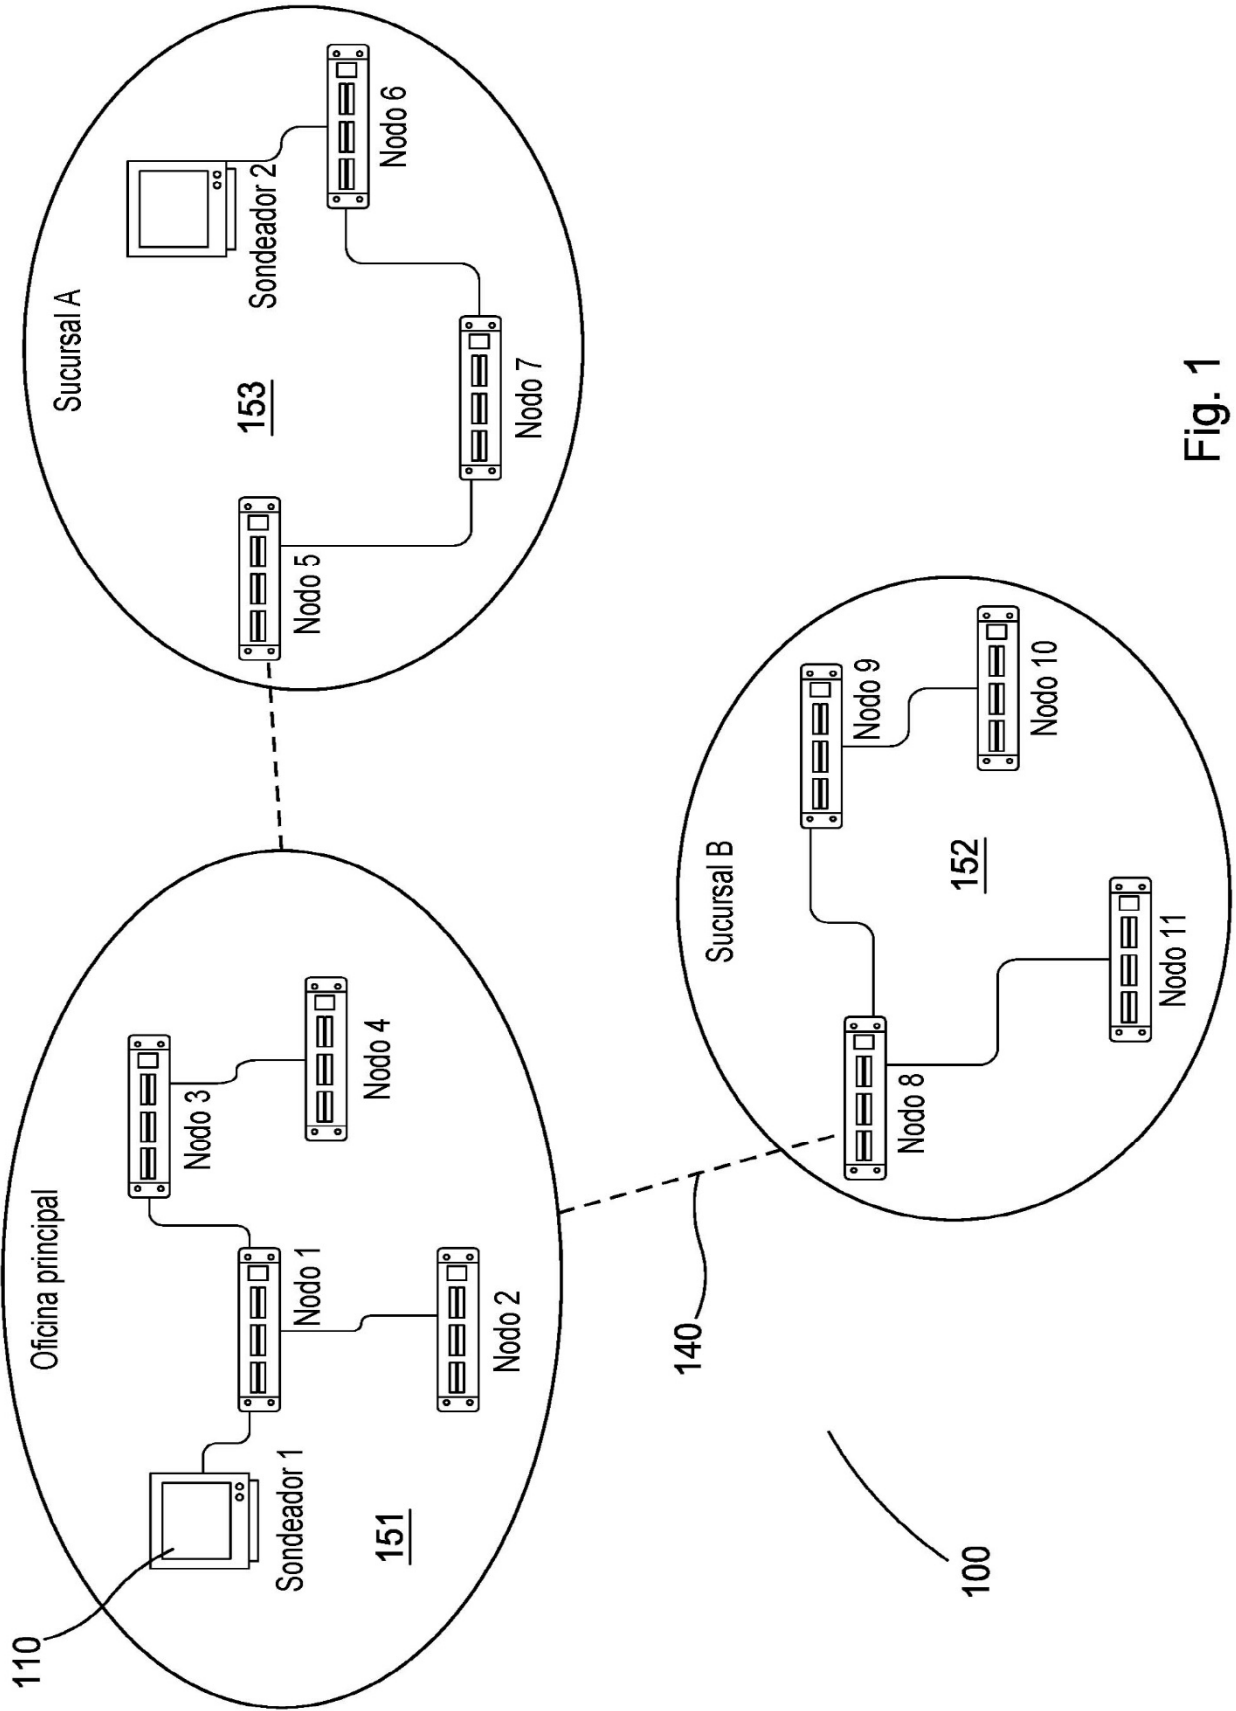 110
Oficina principal
Sondeador 1
151
Nodo 1
Nodo 2
Nodo 3
Nodo 4
Sucursal A
153
Nodo 5
Sondeador 2
Nodo 6
Nodo 7
140
Sucursal B
Nodo 8
152
Nodo 9
Nodo 10
Nodo 11
100
Fig. 1